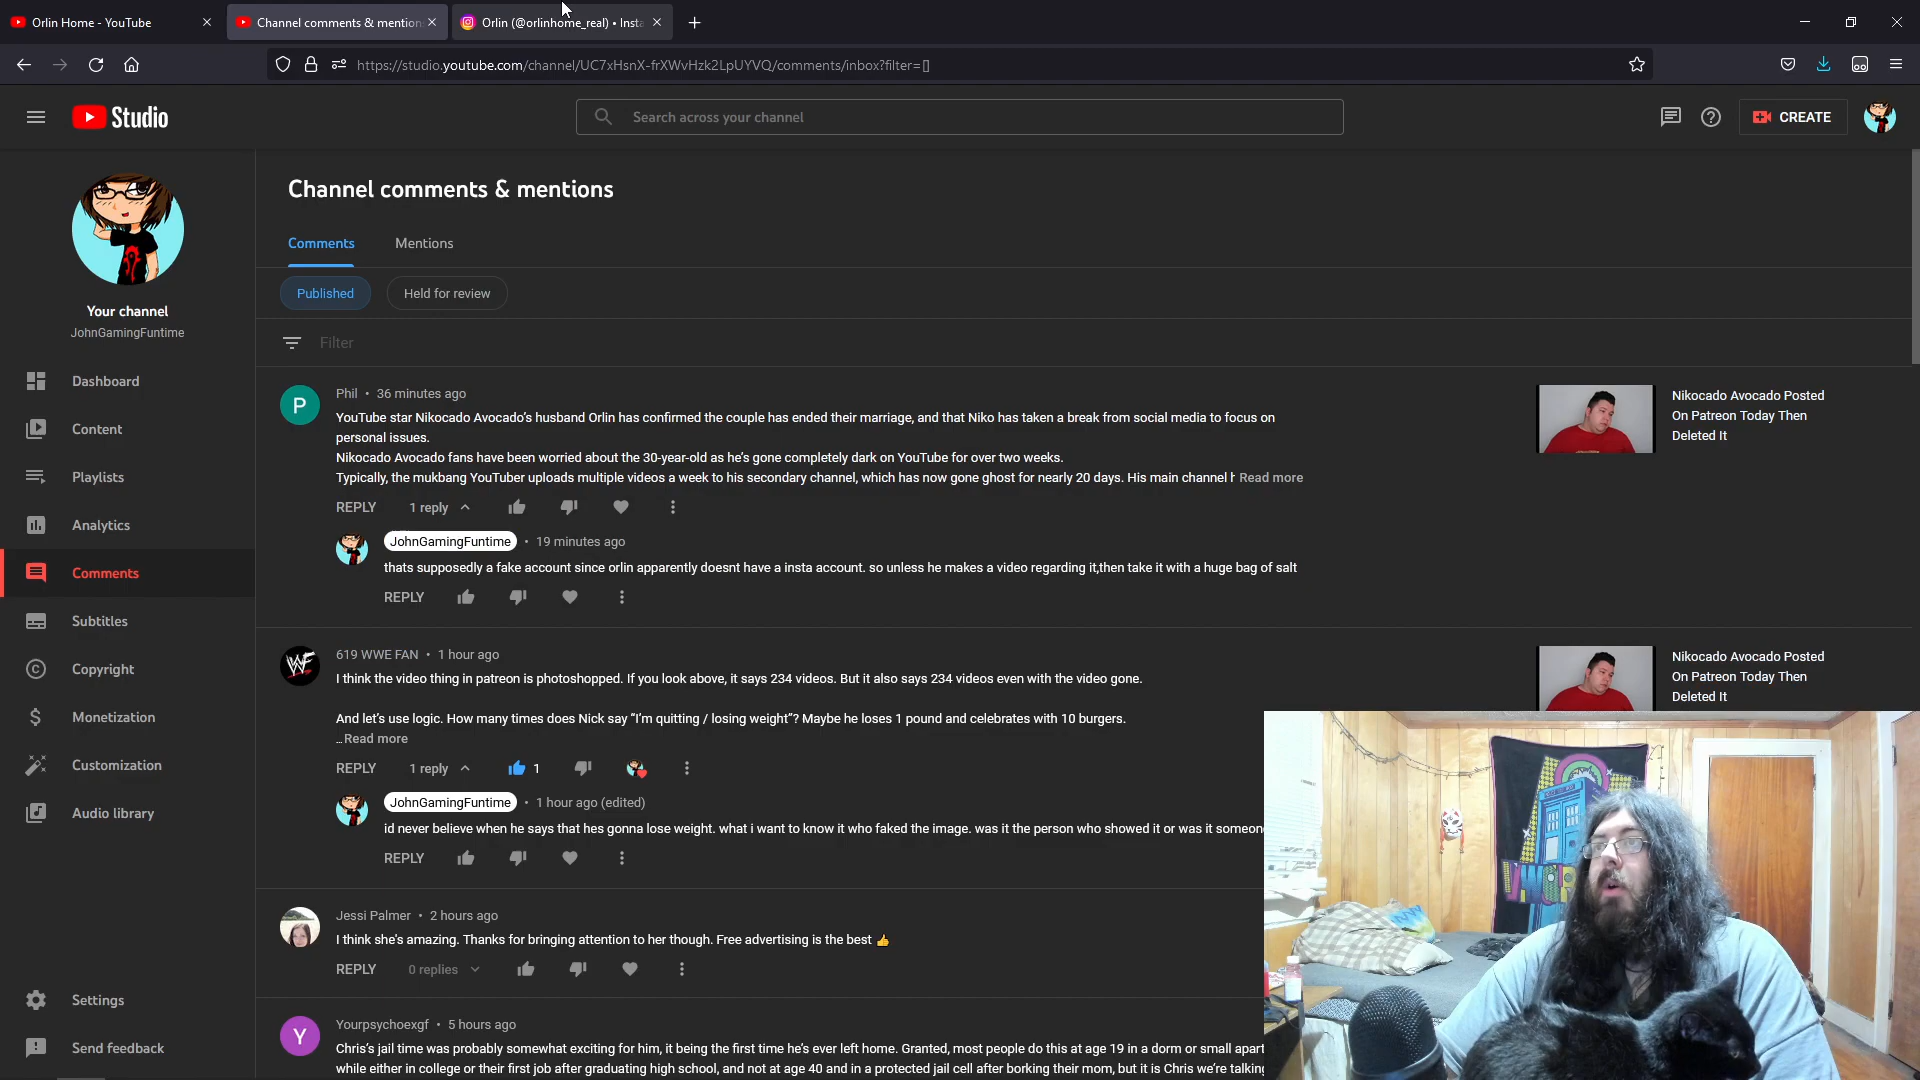 Orlin Home - YouTube
Channel comments & mention
Orlin (@orlinhome_real) • Insta
https://studio.youtube.com/channel/UC7xHsnX-frXWvHzk2LpUYVQ/comments/inbox?filter=[]
Studio
Search across your channel
CREATE
Your channel
JohnGamingFuntime
Dashboard
Content
Playlists
Analytics
Comments
Subtitles
Copyright
Monetization
Customization
Audio library
Settings
Send feedback
Channel comments & mentions
Comments
Mentions
Published
Held for review
Filter
P
Phil • 36 minutes ago
YouTube star Nikocado Avocado's husband Orlin has confirmed the couple has ended their marriage, and that Niko has taken a break from social media to focus on
personal issues.
Nikocado Avocado fans have been worried about the 30-year-old as he's gone completely dark on YouTube for over two weeks.
Typically, the mukbang YouTuber uploads multiple videos a week to his secondary channel, which has now gone ghost for nearly 20 days. His main channel h Read more
REPLY 1 reply
Nikocado Avocado Posted
On Patreon Today Then
Deleted It
JohnGamingFuntime • 19 minutes ago
thats supposedly a fake account since orlin apparently doesnt have a insta account. so unless he makes a video regarding it,then take it with a huge bag of salt
REPLY
619 WWE FAN • 1 hour ago
I think the video thing in patreon is photoshopped. If you look above, it says 234 videos. But it also says 234 videos even with the video gone.
And let's use logic. How many times does Nick say “I'm quitting / losing weight”? Maybe he loses 1 pound and celebrates with 10 burgers.
...Read more
REPLY 1 reply 1
Nikocado Avocado Posted
On Patreon Today Then
Deleted It
JohnGamingFuntime • 1 hour ago (edited)
id never believe when he says that hes gonna lose weight. what i want to know it who faked the image. was it the person who showed it or was it someon
REPLY
Jessi Palmer • 2 hours ago
I think she's amazing. Thanks for bringing attention to her though. Free advertising is the best 👍
REPLY 0 replies
Y
Yourpsychoexgf • 5 hours ago
Chris's jail time was probably somewhat exciting for him, it being the first time he's ever left home. Granted, most people do this at age 19 in a dorm or small apart
while either in college or their first job after graduating high school, and not at age 40 and in a protected jail cell after borking their mom, but it is Chris we're talking